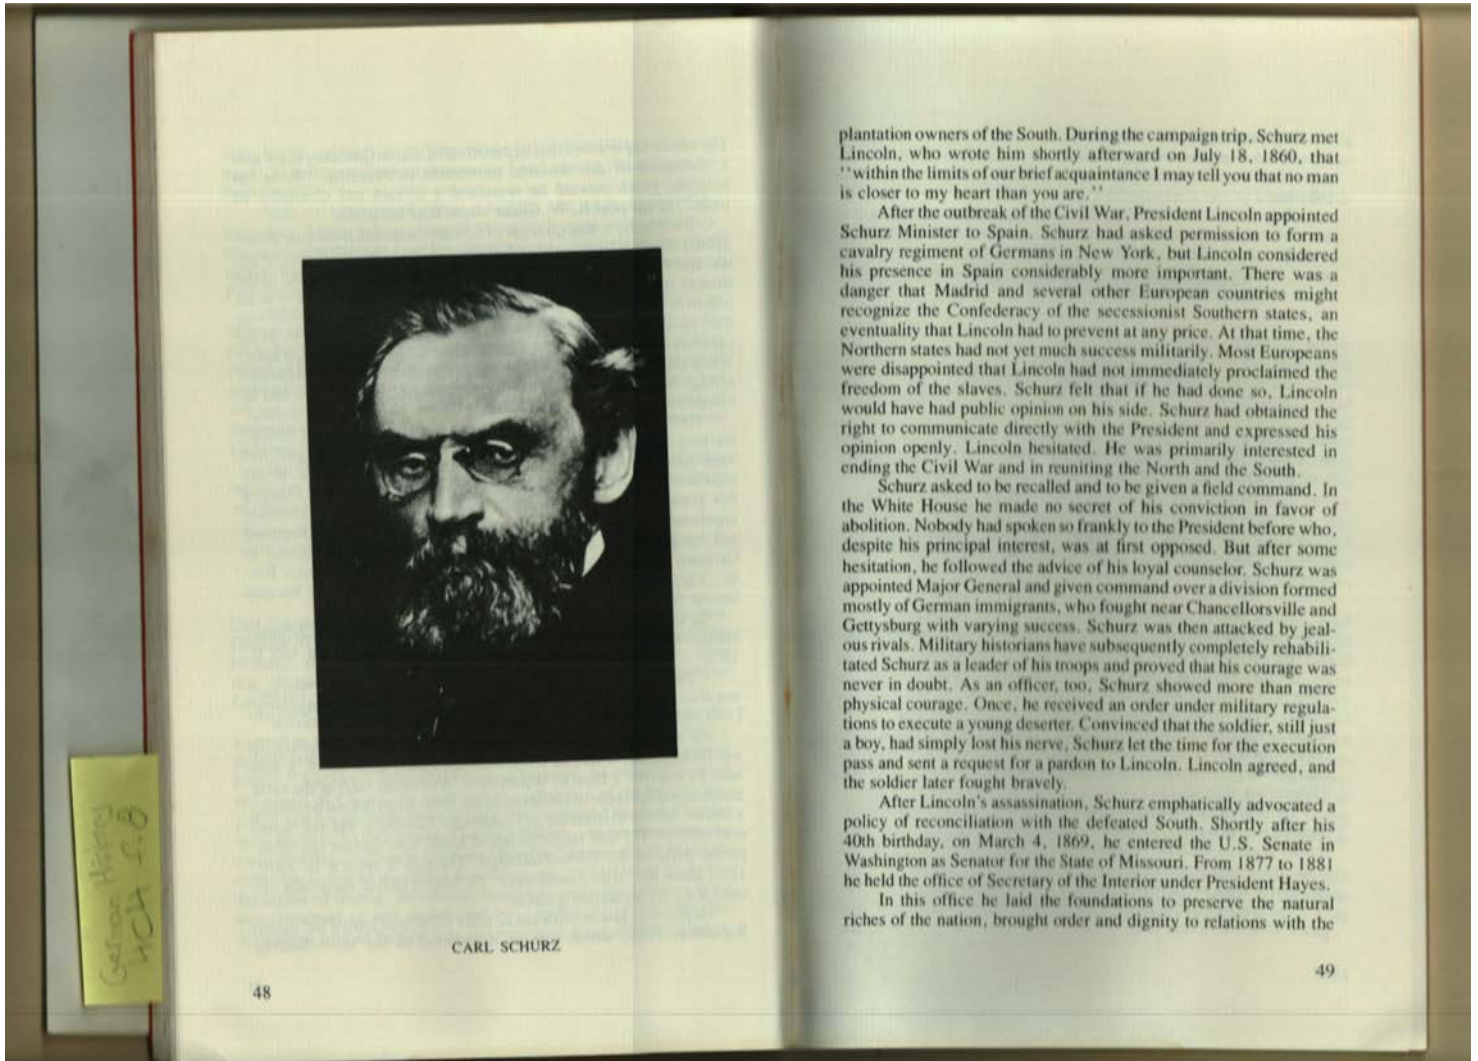 German History
HCA
CARL SCHURZ
48
plantation owners of the South. During the campaign trip, Schurz met
Lincoln, who wrote him shortly afterward on July 18, 1860, that
"within the limits of our brief acquaintance I may tell you that no man
is closer to my heart than you are."
After the outbreak of the Civil War, President Lincoln appointed
Schurz Minister to Spain. Schurz had asked permission to form a
cavalry regiment of Germans in New York, but Lincoln considered
his presence in Spain considerably more important. There was a
danger that Madrid and several other European countries might
recognize the Confederacy of the secessionist Southern states, an
eventuality that Lincoln had to prevent at any price. At that time, the
Northern states had not yet much success militarily. Most Europeans
were disappointed that Lincoln had not immediately proclaimed the
freedom of the slaves. Schurz felt that if he had done so, Lincoln
would have had public opinion on his side. Schurz had obtained the
right to communicate directly with the President and expressed his
opinion openly. Lincoln hesitated. He was primarily interested in
ending the Civil War and in reuniting the North and the South.
Schurz asked to be recalled and to be given a field command. In
the White House he made no secret of his conviction in favor of
abolition. Nobody had spoken so frankly to the President before who,
despite his principal interest, was at first opposed. But after some
hesitation, he followed the advice of his loyal counselor. Schurz was
appointed Major General and given command over a division formed
mostly of German immigrants, who fought near Chancellorsville and
Gettysburg with varying success. Schurz was then attacked by jeal-
ous rivals. Military historians have subsequently completely rehabili-
tated Schurz as a leader of his troops and proved that his courage was
never in doubt. As an officer, too, Schurz showed more than mere
physical courage. Once, he received an order under military regula-
tions to execute a young deserter. Convinced that the soldier, still just
a boy, had simply lost his nerve, Schurz let the time for the execution
pass and sent a request for a pardon to Lincoln. Lincoln agreed, and
the soldier later fought bravely.
After Lincoln's assassination, Schurz emphatically advocated a
policy of reconciliation with the defeated South. Shortly after his
40th birthday, on March 4, 1869, he entered the U.S. Senate in
Washington as Senator for the State of Missouri. From 1877 to 1881
he held the office of Secretary of the Interior under President Hayes.
In this office he laid the foundations to preserve the natural
riches of the nation, brought order and dignity to relations with the
49